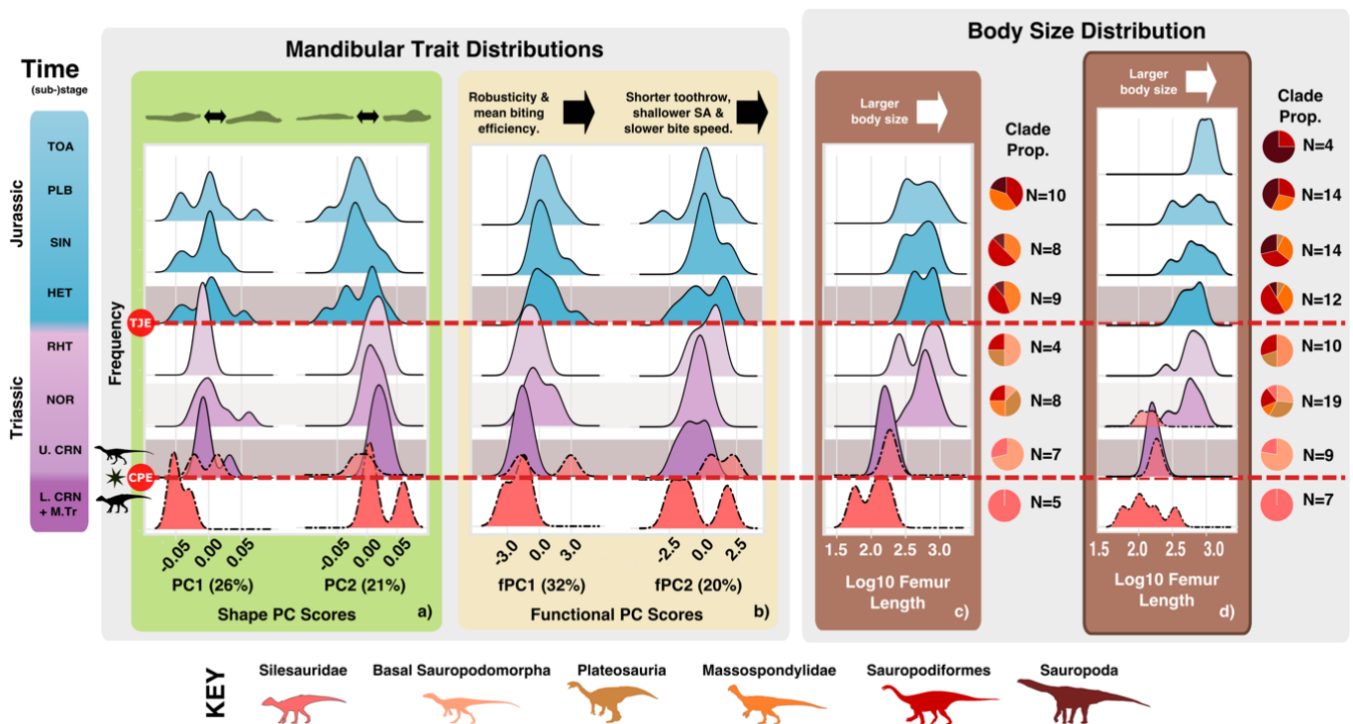 Mandibular Trait Distributions
Body Size Distribution
Time
(sub-)stage
Jurassic
Triassic
TOA
PLB
SIN
HET
RHT
NOR
U. CRN
L. CRN
+ M.Tr
Frequency
TJE
CPE
Robusticity &
mean biting
efficiency.
Shorter toothrow,
shallower SA &
slower bite speed.
Larger
body size
Clade
Prop.
N=10
N=8
N=9
N=4
N=8
N=7
N=5
Larger
body size
Clade
Prop.
N=4
N=14
N=14
N=12
N=10
N=19
N=9
N=7
-0.05
0.00
0.05
PC1 (26%)
-0.05
0.00
0.05
PC2 (21%)
Shape PC Scores
a)
-3.0
0.0
3.0
fPC1 (32%)
-2.5
0.0
2.5
fPC2 (20%)
Functional PC Scores
b)
1.5 2.0 2.5 3.0
Log10 Femur
Length
c)
1.5 2.0 3.0
Log10 Femur
Length
d)
KEY
Silesauridae
Basal Sauropodomorpha
Plateosauria
Massospondylidae
Sauropodiformes
Sauropoda